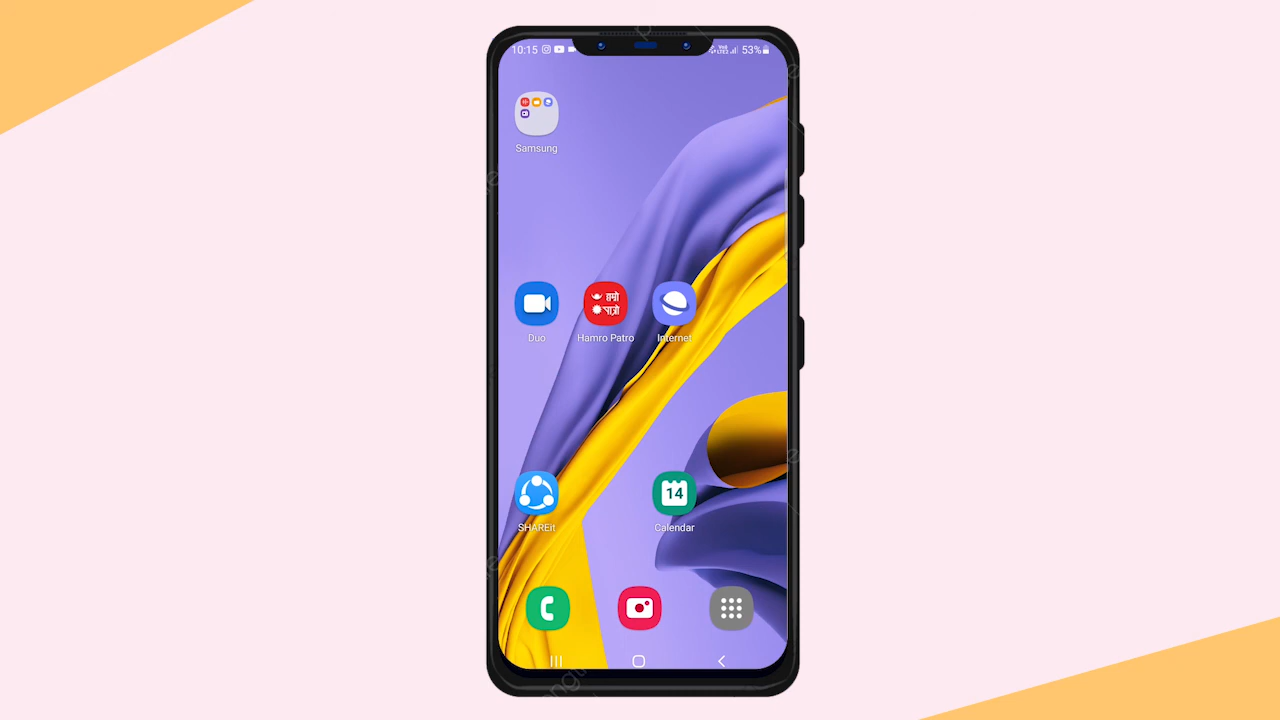 10:15
53%
Samsung
हाम्रो
पात्रो
Duo
Hamro Patro
Internet
14
SHAREit
Calendar